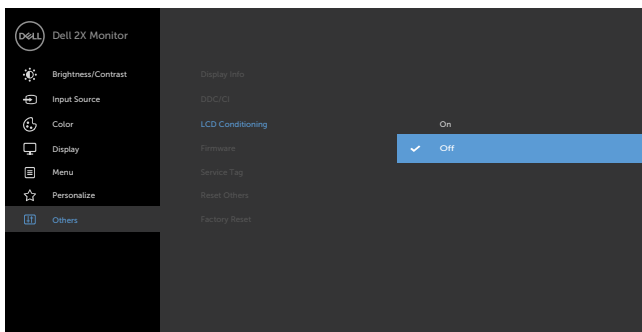 DELL
Dell 2X Monitor
Brightness/Contrast
Input Source
Color
Display
Menu
Personalize
Others
Display Info
DDC/CI
LCD Conditioning
Firmware
Service Tag
Reset Others
Factory Reset
On
Off